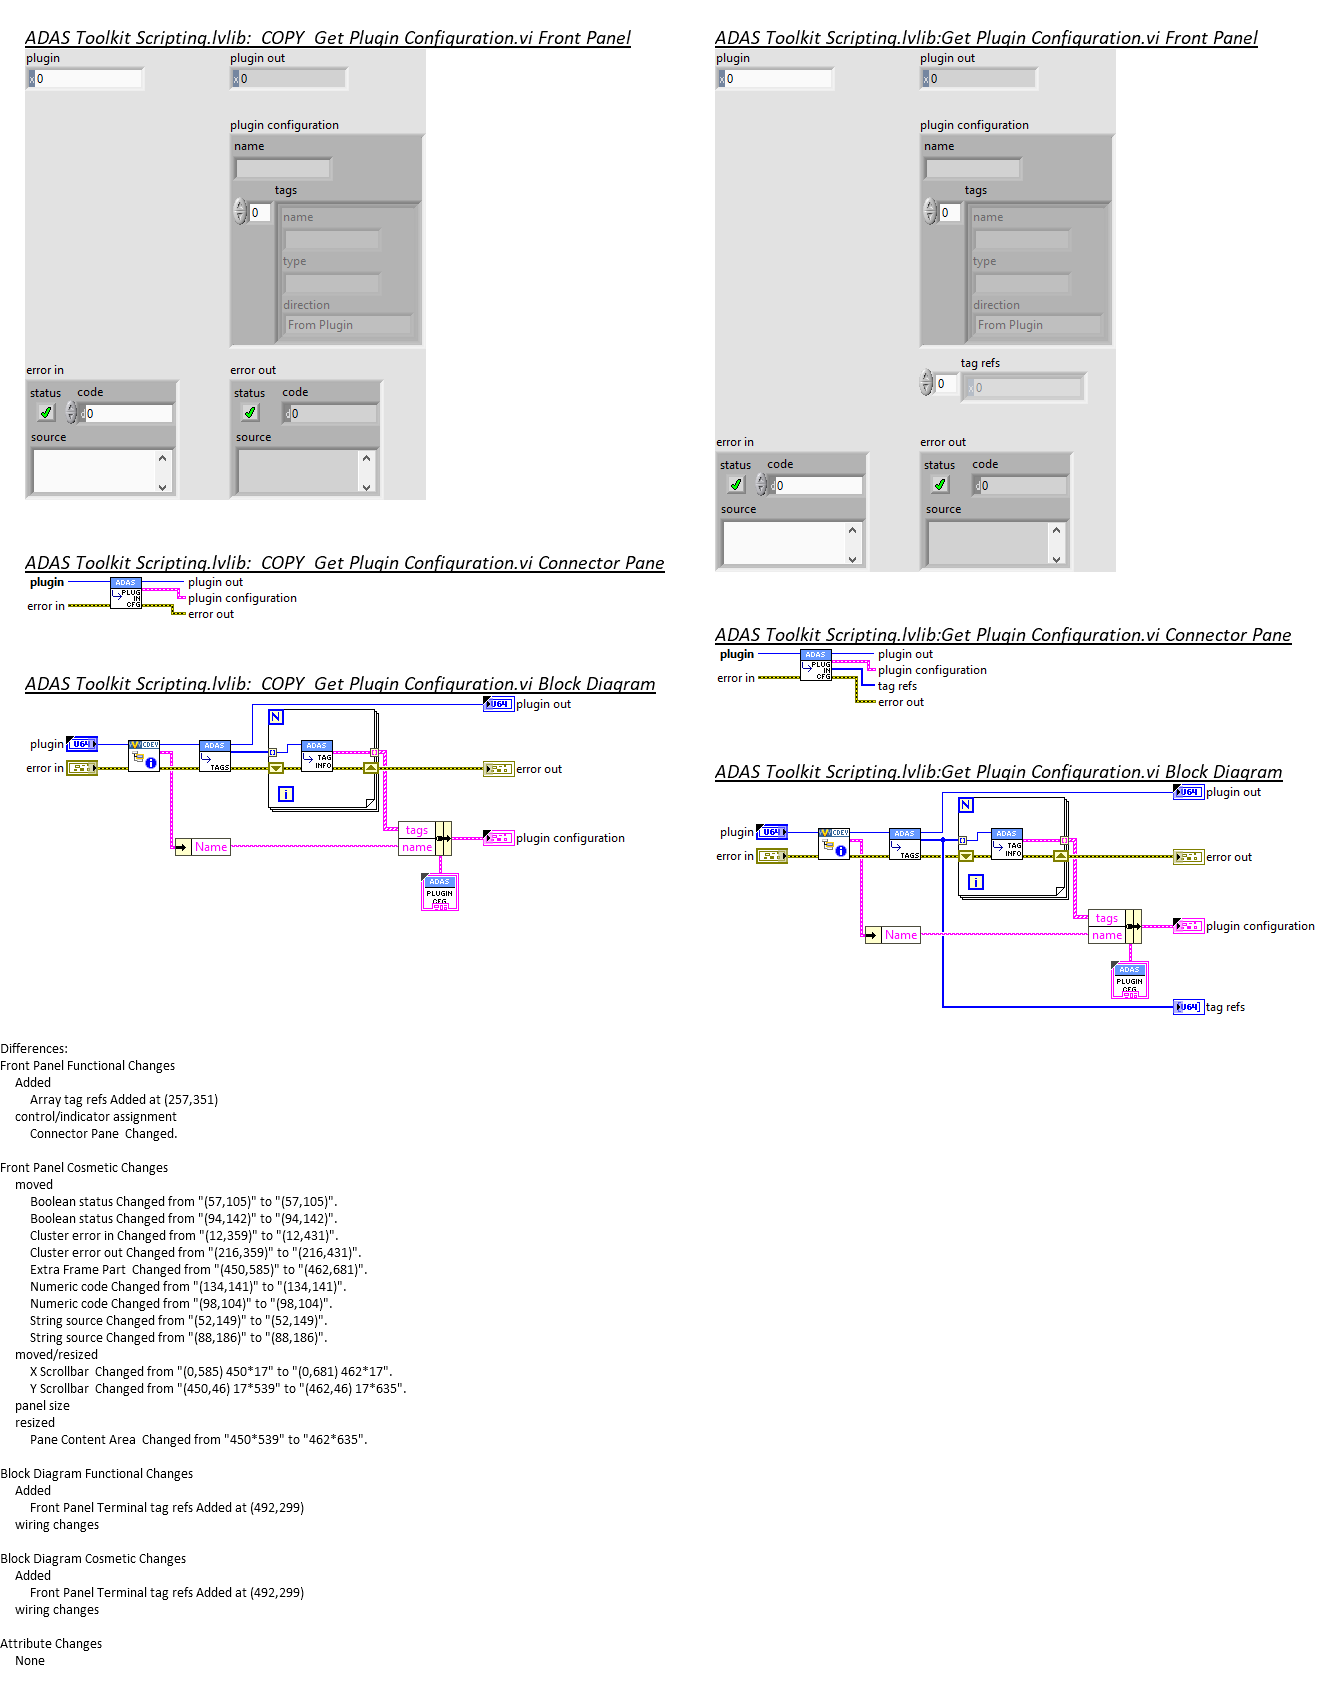 ADAS Toolkit Scripting.lvlib:  COPY  Get Plugin Configuration.vi Front Panel
plugin
x 0
plugin out
x 0
plugin configuration
name
tags
0
name
type
direction
From Plugin
error in
status
code
d 0
source
error out
status
code
d 0
source
ADAS Toolkit Scripting.lvlib:  COPY  Get Plugin Configuration.vi Connector Pane
plugin
error in
ADAS
PLUG
IN
CFG
plugin out
plugin configuration
error out
ADAS Toolkit Scripting.lvlib:  COPY  Get Plugin Configuration.vi Block Diagram
plugin
U64
error in
CDEV
ADAS
TAGS
N
ADAS
TAG
INFO
i
U64
plugin out
error out
Name
tags
name
plugin configuration
ADAS
PLUGIN
CFG
ADAS Toolkit Scripting.lvlib:Get Plugin Configuration.vi Front Panel
plugin
x 0
plugin out
x 0
plugin configuration
name
tags
0
name
type
direction
From Plugin
tag refs
0
x 0
error in
status
code
d 0
source
error out
status
code
d 0
source
ADAS Toolkit Scripting.lvlib:Get Plugin Configuration.vi Connector Pane
plugin
error in
ADAS
PLUG
IN
CFG
plugin out
plugin configuration
tag refs
error out
ADAS Toolkit Scripting.lvlib:Get Plugin Configuration.vi Block Diagram
plugin
U64
error in
CDEV
ADAS
TAGS
N
ADAS
TAG
INFO
i
U64
plugin out
error out
Name
tags
name
plugin configuration
ADAS
PLUGIN
CFG
U64
tag refs
Differences:
Front Panel Functional Changes
Added
Array tag refs Added at (257,351)
control/indicator assignment
Connector Pane  Changed.
Front Panel Cosmetic Changes
moved
Boolean status Changed from "(57,105)" to "(57,105)".
Boolean status Changed from "(94,142)" to "(94,142)".
Cluster error in Changed from "(12,359)" to "(12,431)".
Cluster error out Changed from "(216,359)" to "(216,431)".
Extra Frame Part  Changed from "(450,585)" to "(462,681)".
Numeric code Changed from "(134,141)" to "(134,141)".
Numeric code Changed from "(98,104)" to "(98,104)".
String source Changed from "(52,149)" to "(52,149)".
String source Changed from "(88,186)" to "(88,186)".
moved/resized
X Scrollbar  Changed from "(0,585) 450*17" to "(0,681) 462*17".
Y Scrollbar  Changed from "(450,46) 17*539" to "(462,46) 17*635".
panel size
resized
Pane Content Area  Changed from "450*539" to "462*635".
Block Diagram Functional Changes
Added
Front Panel Terminal tag refs Added at (492,299)
wiring changes
Block Diagram Cosmetic Changes
Added
Front Panel Terminal tag refs Added at (492,299)
wiring changes
Attribute Changes
None